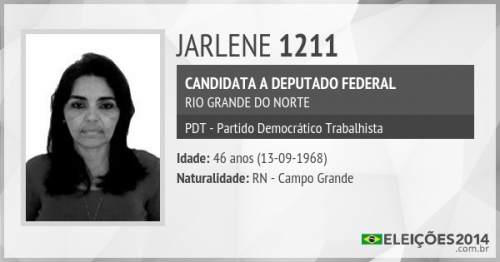 JARLENE 1211
CANDIDATA A DEPUTADO FEDERAL
RIO GRANDE DO NORTE
PDT - Partido Democrático Trabalhista
Idade: 46 anos (13-09-1968)
Naturalidade: RN - Campo Grande
ELEIÇÕES2014
.com.br